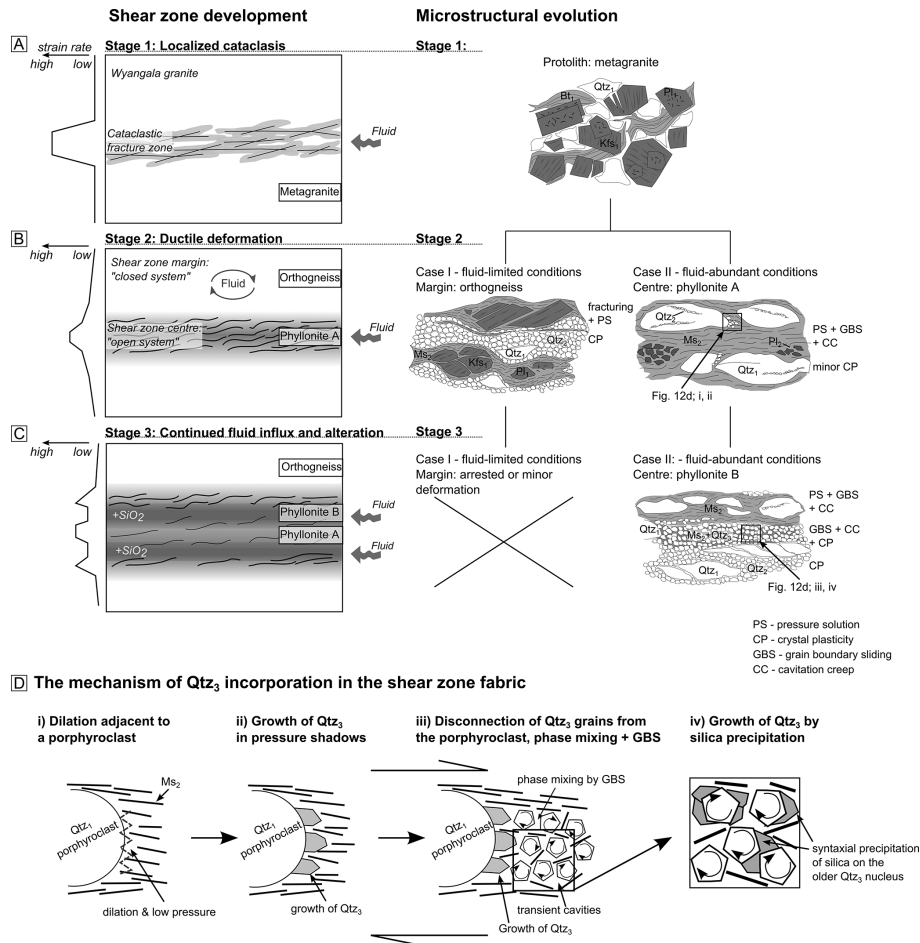 Shear zone development
Microstructural evolution
A
strain rate
high low
Stage 1: Localized cataclasis
Wyangala granite
Cataclastic
fracture zone
Fluid
Metagranite
Stage 1:
Protolith: metagranite
Bt1
Qtz1
Pl1
Kfs1
B
high low
Stage 2: Ductile deformation
Shear zone margin:
"closed system"
Fluid
Orthogneiss
Shear zone centre:
"open system"
Phyllonite A
Fluid
Stage 2
Case I - fluid-limited conditions
Margin: orthogneiss
fracturing
+ PS
CP
Qtz1
Qtz2
Ms2
Kfs1
Pl1
Case II - fluid-abundant conditions
Centre: phyllonite A
Qtz2
Ms2
Pl2
Qtz1
PS + GBS
+ CC
minor CP
Fig. 12d; i, ii
C
high low
Stage 3: Continued fluid influx and alteration
Orthogneiss
+SiO2
Phyllonite B
Fluid
Phyllonite A
+SiO2
Fluid
Stage 3
Case I - fluid-limited conditions
Margin: arrested or minor
deformation
Case II: - fluid-abundant conditions
Centre: phyllonite B
Ms2
PS + GBS
+ CC
Qtz1
Ms2+Qtz3
GBS + CC
+ CP
Qtz1
Qtz2
CP
Fig. 12d; iii, iv
PS - pressure solution
CP - crystal plasticity
GBS - grain boundary sliding
CC - cavitation creep
D The mechanism of Qtz3 incorporation in the shear zone fabric
i) Dilation adjacent to
a porphyroclast
Ms2
Qtz1
porphyroclast
dilation & low pressure
ii) Growth of Qtz3
in pressure shadows
Qtz1
porphyroclast
growth of Qtz3
iii) Disconnection of Qtz3 grains from
the porphyroclast, phase mixing + GBS
phase mixing by GBS
Qtz1
porphyroclast
transient cavities
Growth of Qtz3
iv) Growth of Qtz3 by
silica precipitation
syntaxial precipitation
of silica on the
older Qtz3 nucleus